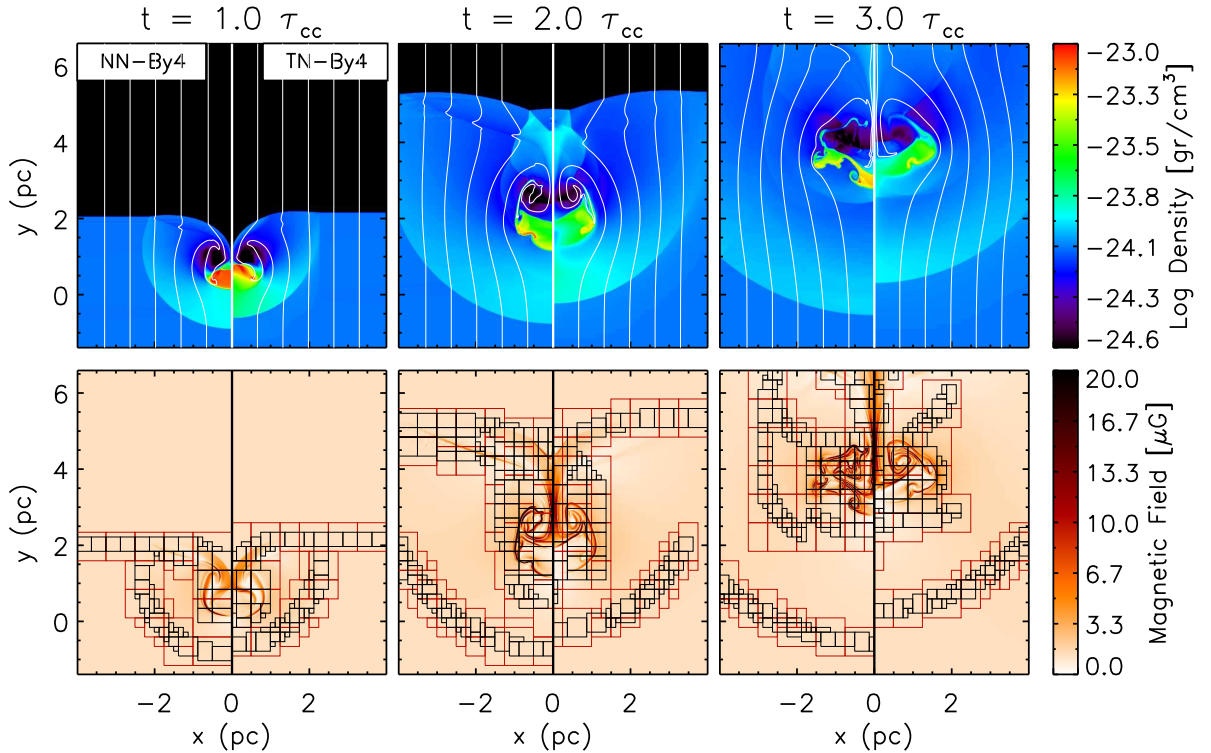 t = 1.0 τcc
t = 2.0 τcc
t = 3.0 τcc
NN−By4
TN−By4
6
4
2
0
y (pc)
−23.0
−23.3
−23.5
−23.8
−24.1
−24.3
−24.6
Log Density [gr/cm³]
6
4
2
0
y (pc)
20.0
16.7
13.3
10.0
6.7
3.3
0.0
Magnetic Field [μG]
−2 0 2
−2 0 2
−2 0 2
x (pc)
x (pc)
x (pc)